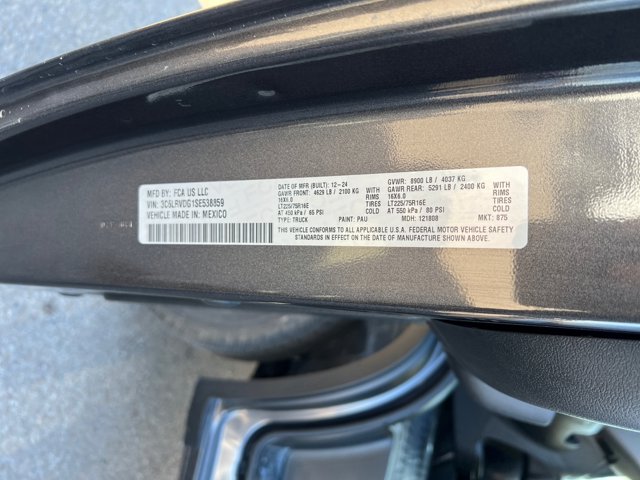 MFD BY: FCA US LLC
VIN: 3C6LRVDG1SE538859
VEHICLE MADE IN: MEXICO
DATE OF MFR (BUILT): 12-24
GAWR FRONT: 4629 LB / 2100 KG
16X6.0
LT225/75R16E
AT 450 kPa / 65 PSI
TYPE: TRUCK
WITH
RIMS
TIRES
COLD
PAINT: PAU
GVWR: 8900 LB / 4037 KG
GAWR REAR: 5291 LB / 2400 KG
16X6.0
LT225/75R16E
AT 550 kPa / 80 PSI
MDH: 121808
WITH
RIMS
TIRES
COLD
MKT: 875
THIS VEHICLE CONFORMS TO ALL APPLICABLE U.S.A. FEDERAL MOTOR VEHICLE SAFETY
STANDARDS IN EFFECT ON THE DATE OF MANUFACTURE SHOWN ABOVE.